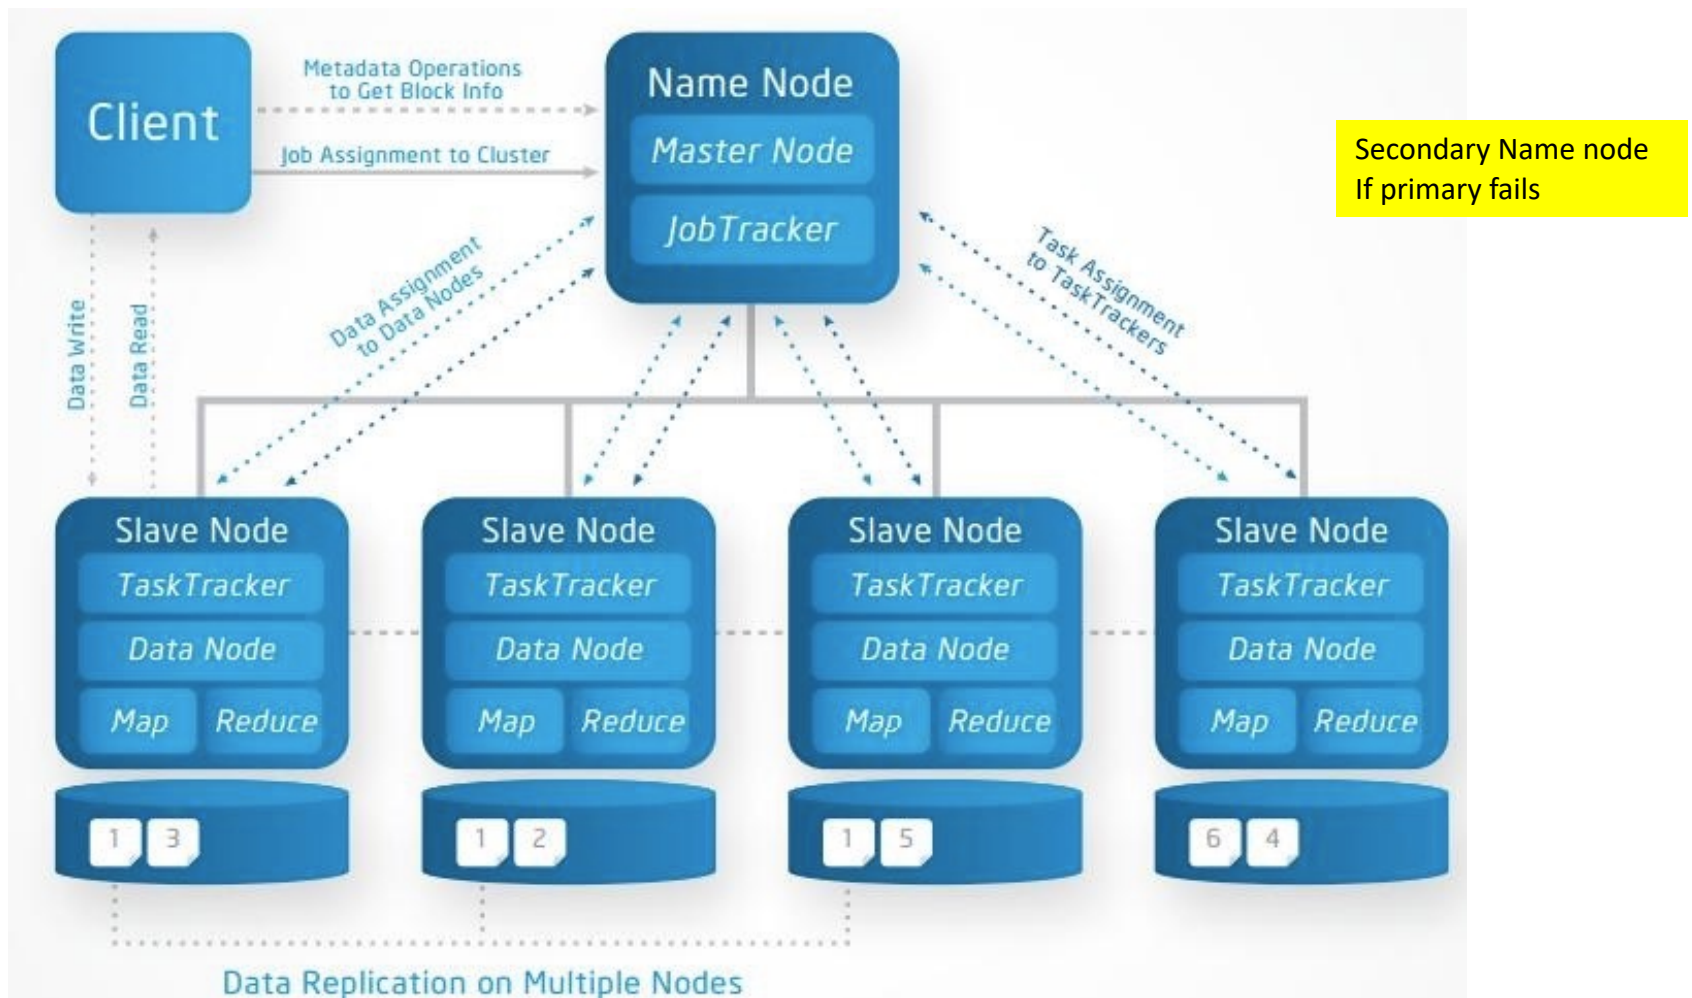 Client
Metadata Operations
to Get Block Info
Job Assignment to Cluster
Name Node
Master Node
JobTracker
Secondary Name node
If primary fails
Data Write
Data Read
Data Assignment
to Data Nodes
Task Assignment
to TaskTrackers
Slave Node
TaskTracker
Data Node
Map Reduce
1 3
Slave Node
TaskTracker
Data Node
Map Reduce
1 2
Slave Node
TaskTracker
Data Node
Map Reduce
1 5
Slave Node
TaskTracker
Data Node
Map Reduce
6 4
Data Replication on Multiple Nodes